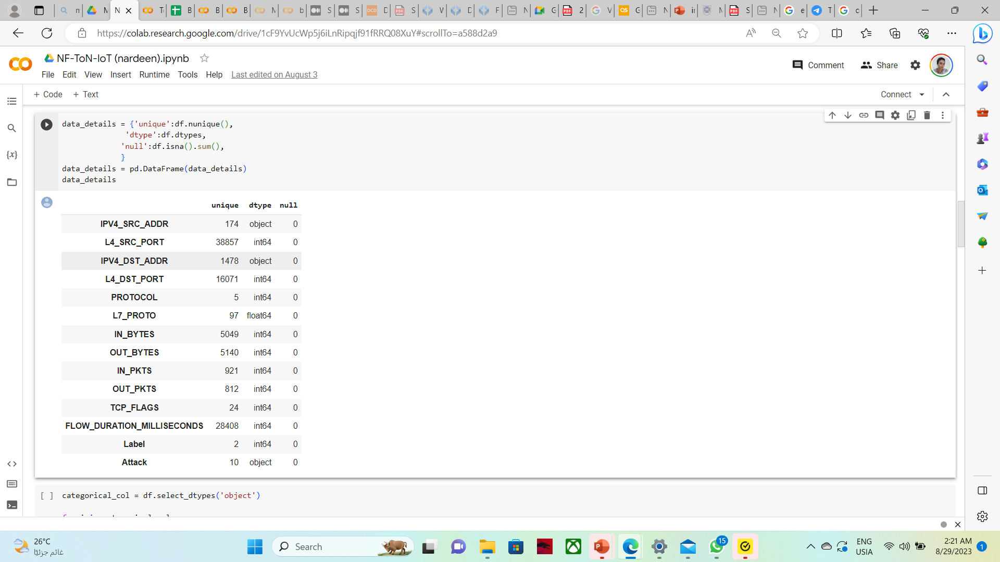 https://colab.research.google.com/drive/1cF9YvUcWp5j6iLnRipqjf91fRRQ08XuY#scrollTo=a588d2a9
NF-ToN-IoT (nardeen).ipynb
Comment
Share
File Edit View Insert Runtime Tools Help Last edited on August 3
+ Code + Text
Connect
data_details = {'unique':df.nunique(),
'dtype':df.dtypes,
'null':df.isna().sum(),
}
data_details = pd.DataFrame(data_details)
data_details
unique dtype null
IPV4_SRC_ADDR 174 object 0
L4_SRC_PORT 38857 int64 0
IPV4_DST_ADDR 1478 object 0
L4_DST_PORT 16071 int64 0
PROTOCOL 5 int64 0
L7_PROTO 97 float64 0
IN_BYTES 5049 int64 0
OUT_BYTES 5140 int64 0
IN_PKTS 921 int64 0
OUT_PKTS 812 int64 0
TCP_FLAGS 24 int64 0
FLOW_DURATION_MILLISECONDS 28408 int64 0
Label 2 int64 0
Attack 10 object 0
[ ] categorical_col = df.select_dtypes('object')
26°C
غائم جزئيًا
Search
15
ENG
USIA
2:21 AM
8/29/2023
1